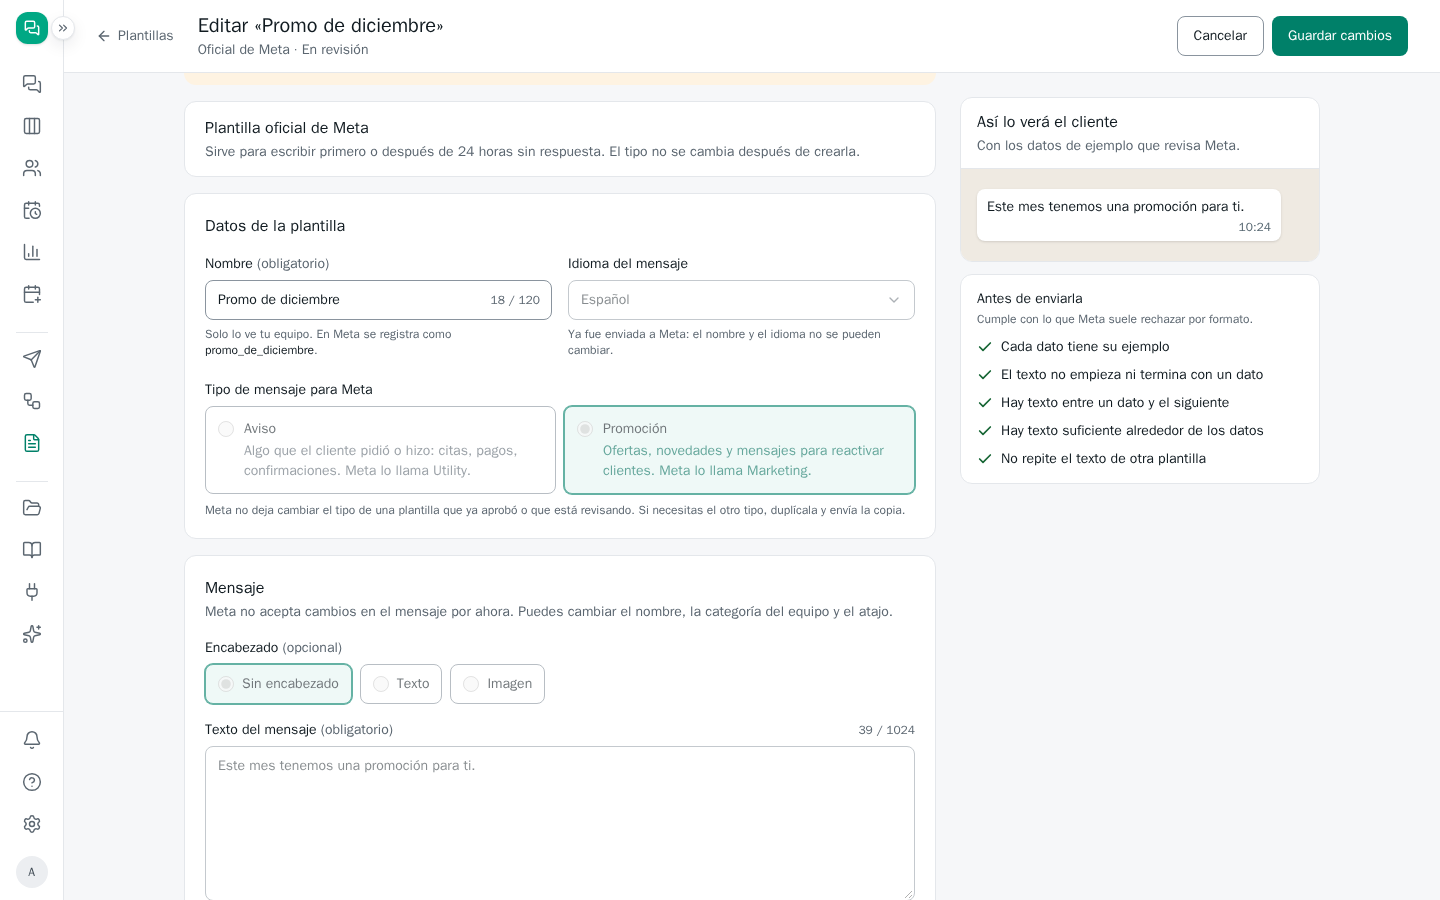 Plantillas
Editar «Promo de diciembre»
Oficial de Meta · En revisión
Cancelar
Guardar cambios
Plantilla oficial de Meta
Sirve para escribir primero o después de 24 horas sin respuesta. El tipo no se cambia después de crearla.
Datos de la plantilla
Nombre (obligatorio)
Promo de diciembre
18 / 120
Solo lo ve tu equipo. En Meta se registra como
promo_de_diciembre.
Idioma del mensaje
Español
Ya fue enviada a Meta: el nombre y el idioma no se pueden
cambiar.
Tipo de mensaje para Meta
Aviso
Algo que el cliente pidió o hizo: citas, pagos,
confirmaciones. Meta lo llama Utility.
Promoción
Ofertas, novedades y mensajes para reactivar
clientes. Meta lo llama Marketing.
Meta no deja cambiar el tipo de una plantilla que ya aprobó o que está revisando. Si necesitas el otro tipo, duplícala y envía la copia.
Mensaje
Meta no acepta cambios en el mensaje por ahora. Puedes cambiar el nombre, la categoría del equipo y el atajo.
Encabezado (opcional)
Sin encabezado
Texto
Imagen
Texto del mensaje (obligatorio)
39 / 1024
Este mes tenemos una promoción para ti.
Así lo verá el cliente
Con los datos de ejemplo que revisa Meta.
Este mes tenemos una promoción para ti.
10:24
Antes de enviarla
Cumple con lo que Meta suele rechazar por formato.
Cada dato tiene su ejemplo
El texto no empieza ni termina con un dato
Hay texto entre un dato y el siguiente
Hay texto suficiente alrededor de los datos
No repite el texto de otra plantilla
A